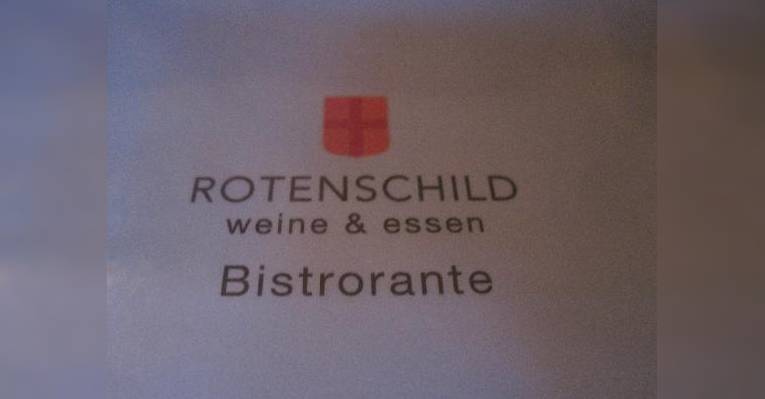 ROTENSCHILD
weine & essen
Bistrorante